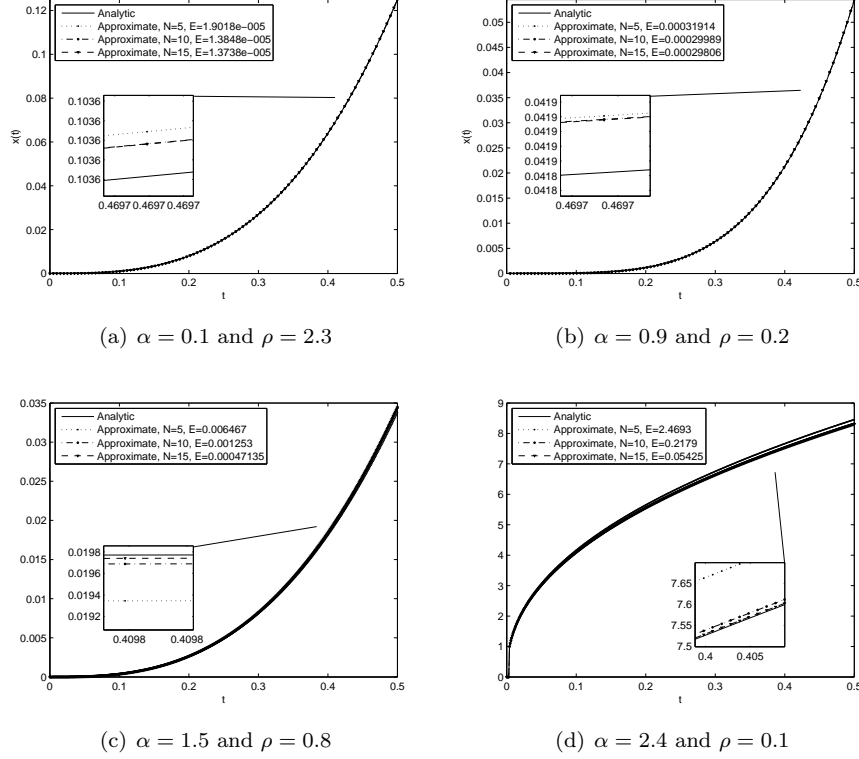 Analytic
Approximate, N=5, E=1.9018e-005
Approximate, N=10, E=1.3848e-005
Approximate, N=15, E=1.3738e-005
0.12
0.1
0.08
0.06
0.04
0.02
0
x(t)
0.1036
0.1036
0.1036
0.1036
0.4697 0.4697 0.4697
0.1 0.2 0.3 0.4 0.5
t
(a) α = 0.1 and ρ = 2.3
Analytic
Approximate, N=5, E=0.00031914
Approximate, N=10, E=0.00029989
Approximate, N=15, E=0.00029806
0.05
0.045
0.04
0.035
0.03
0.025
0.02
0.015
0.01
0.005
0
x(t)
0.0419
0.0419
0.0419
0.0419
0.0418
0.4697 0.4697
0 0.1 0.2 0.3 0.4 0.5
t
(b) α = 0.9 and ρ = 0.2
Analytic
Approximate, N=5, E=0.006467
Approximate, N=10, E=0.001253
Approximate, N=15, E=0.00047135
0.035
0.03
0.025
0.02
0.015
0.01
0.005
0
0.0198
0.0196
0.0194
0.0192
0.4098 0.4098
0 0.1 0.2 0.3 0.4 0.5
t
(c) α = 1.5 and ρ = 0.8
Analytic
Approximate, N=5, E=2.4693
Approximate, N=10, E=0.2179
Approximate, N=15, E=0.05425
9
8
7
6
5
4
3
2
1
0
7.65
7.6
7.55
7.5
0.4 0.405
0 0.1 0.2 0.3 0.4 0.5
t
(d) α = 2.4 and ρ = 0.1